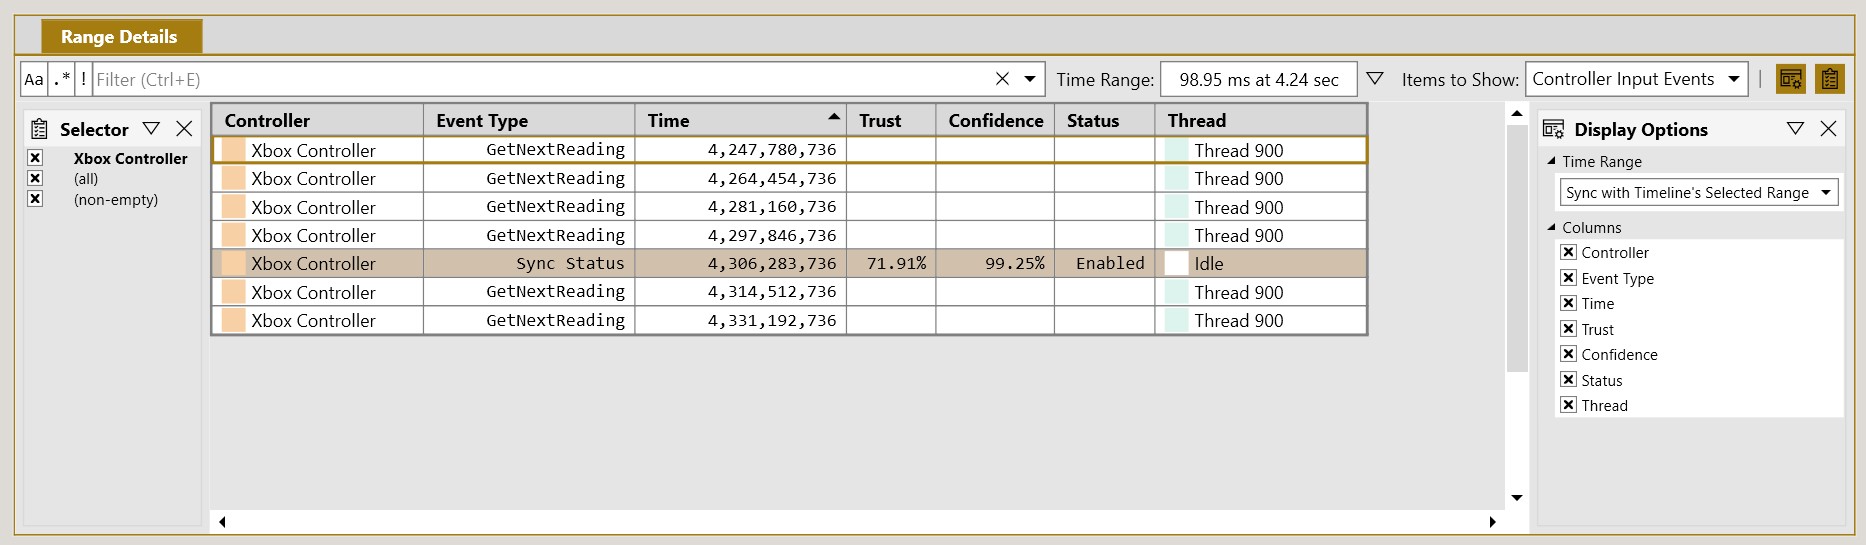 Range Details
Aa .* ! Filter (Ctrl+E) Time Range: 98.95 ms at 4.24 sec Items to Show: Controller Input Events
Selector
Xbox Controller
(all)
(non-empty)
Controller Event Type Time Trust Confidence Status Thread
Xbox Controller GetNextReading 4,247,780,736 Thread 900
Xbox Controller GetNextReading 4,264,454,736 Thread 900
Xbox Controller GetNextReading 4,281,160,736 Thread 900
Xbox Controller GetNextReading 4,297,846,736 Thread 900
Xbox Controller Sync Status 4,306,283,736 71.91% 99.25% Enabled Idle
Xbox Controller GetNextReading 4,314,512,736 Thread 900
Xbox Controller GetNextReading 4,331,192,736 Thread 900
Display Options
Time Range
Sync with Timeline's Selected Range
Columns
Controller
Event Type
Time
Trust
Confidence
Status
Thread